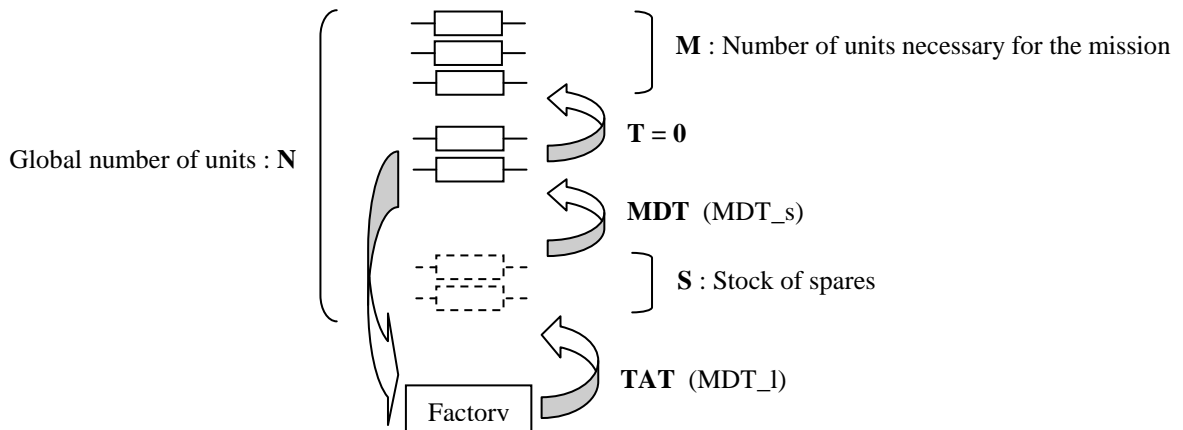 M : Number of units necessary for the mission
T = 0
Global number of units : N
MDT (MDT_s)
S : Stock of spares
TAT (MDT_l)
Factory